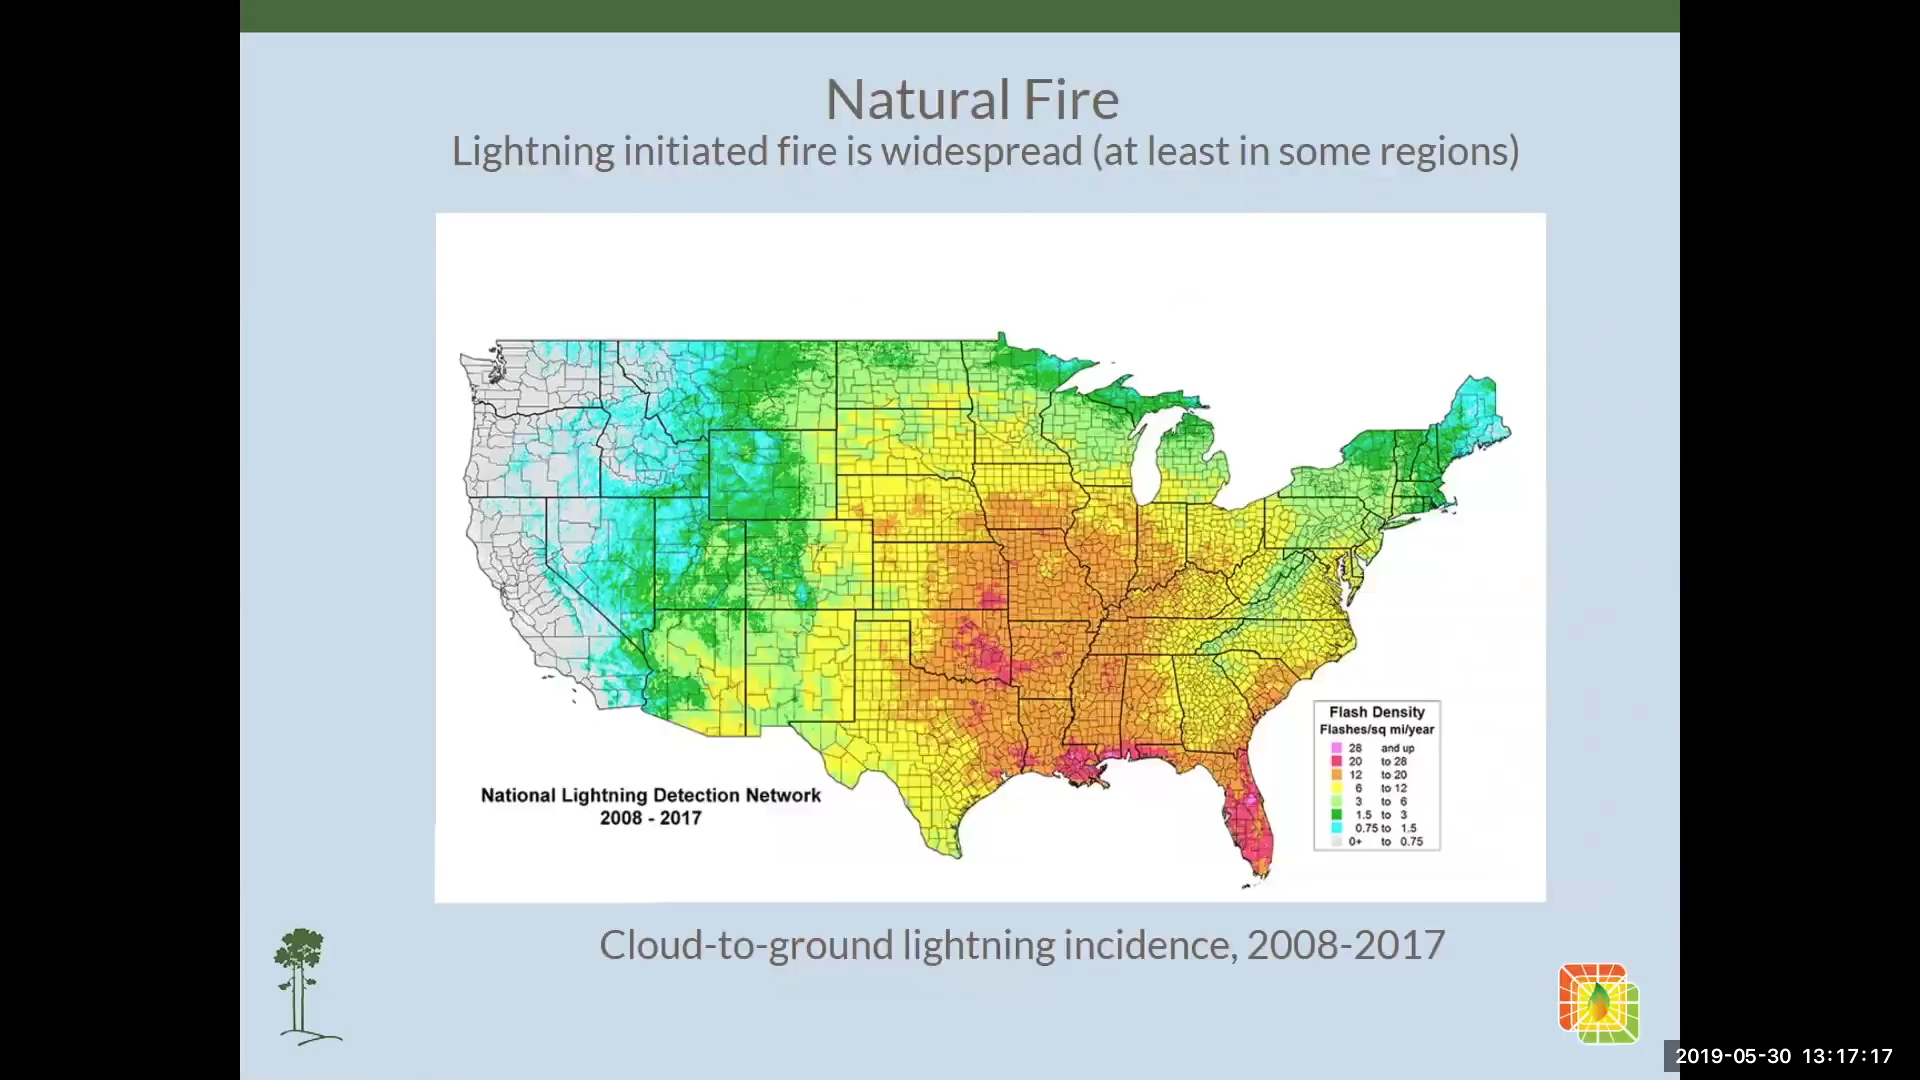 Natural Fire
Lightning initiated fire is widespread (at least in some regions)
National Lightning Detection Network
2008 - 2017
Flash Density
Flashes/sq mi/year
28 and up
20 to 28
12 to 20
6 to 12
3 to 6
1.5 to 3
0.75 to 1.5
0+ to 0.75
Cloud-to-ground lightning incidence, 2008-2017
2019-05-30 13:17:17